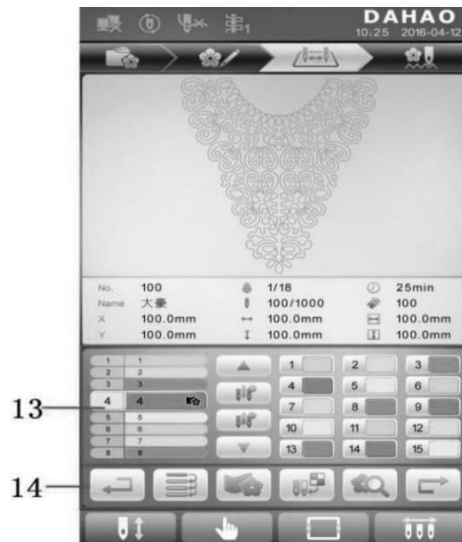 DAHAO
10.25 2016-04-12
1
No. 100 1/18 25min
Name 大豪 100/1000 100
X 100.0mm 100.0mm 100.0mm
Y 100.0mm 100.0mm 100.0mm
1 1
2 2
3 3
4 4
5 5
6 6
7 7
8 8
1 2 3
4 5 6
7 8 9
10 11 12
13 14 15
13
14